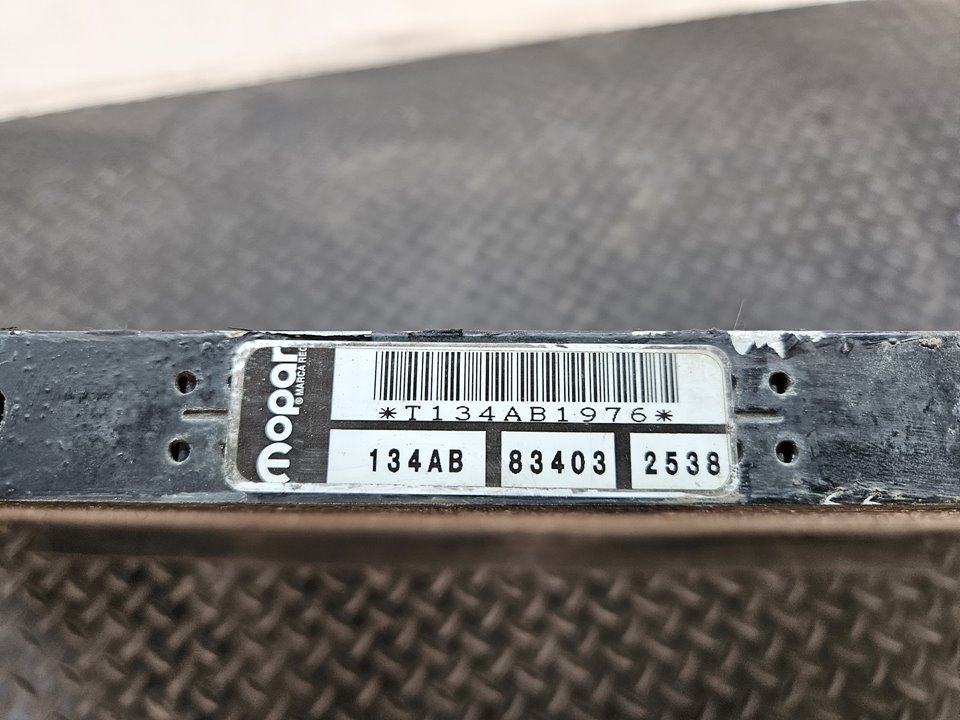 mopar
® MARCA REG
*T134AB1976*
134AB 83403 2538